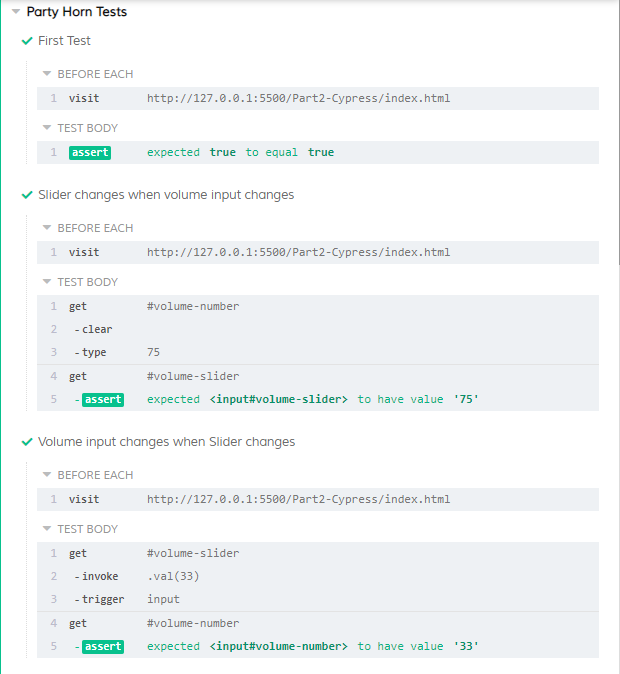 Party Horn Tests
First Test
BEFORE EACH
1 visit http://127.0.0.1:5500/Part2-Cypress/index.html
TEST BODY
1 assert expected true to equal true
Slider changes when volume input changes
BEFORE EACH
1 visit http://127.0.0.1:5500/Part2-Cypress/index.html
TEST BODY
1 get #volume-number
2 -clear
3 -type 75
4 get #volume-slider
5 -assert expected <input#volume-slider> to have value '75'
Volume input changes when Slider changes
BEFORE EACH
1 visit http://127.0.0.1:5500/Part2-Cypress/index.html
TEST BODY
1 get #volume-slider
2 -invoke .val(33)
3 -trigger input
4 get #volume-number
5 -assert expected <input#volume-number> to have value '33'